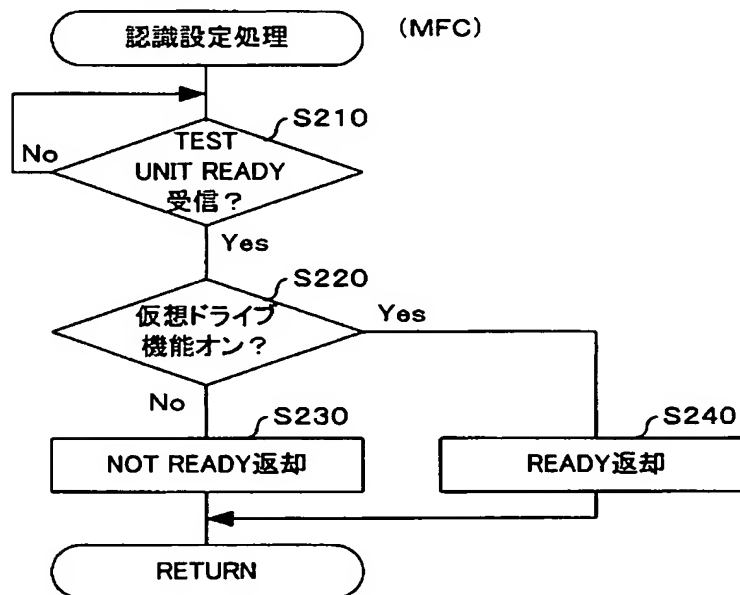 認識設定処理
(MFC)
S210
TEST
UNIT READY
受信？
No
Yes
S220
仮想ドライブ
機能オン？
Yes
No
S230
NOT READY返却
S240
READY返却
RETURN